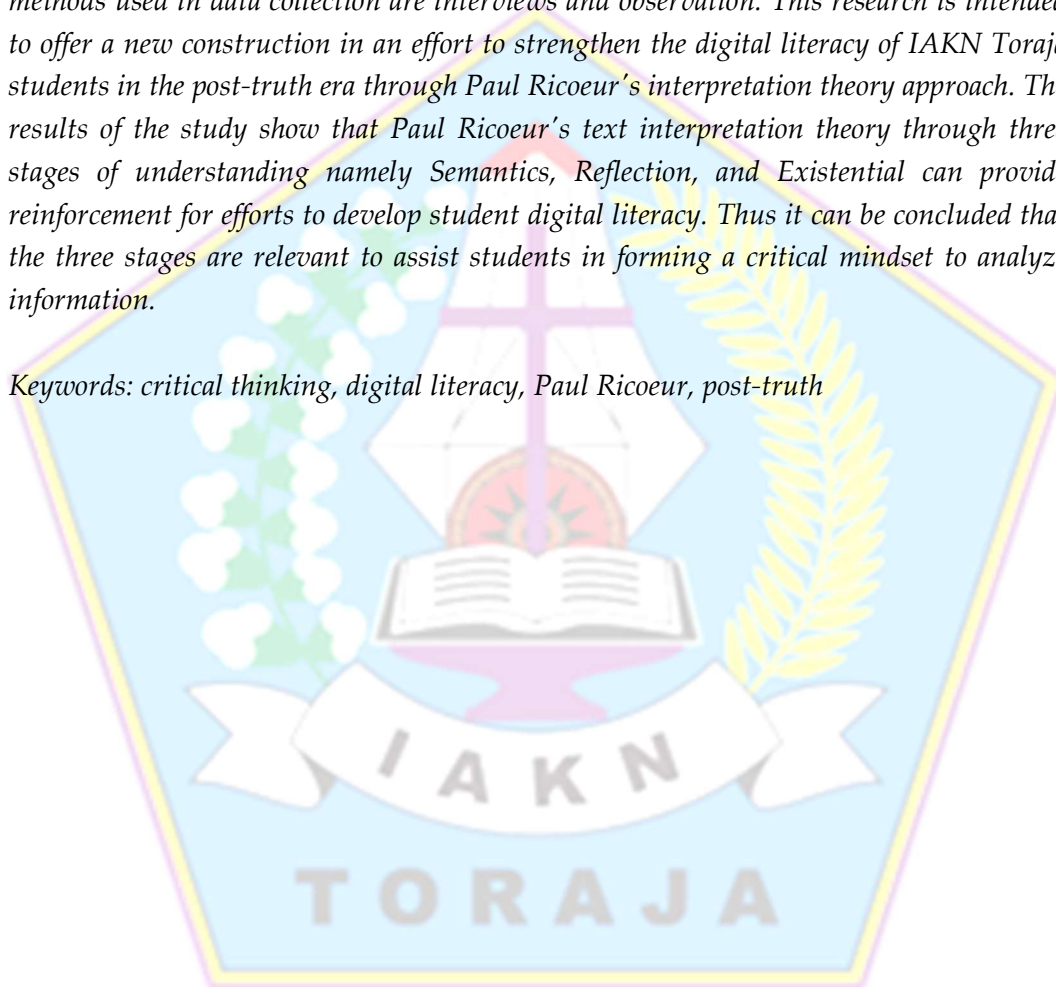 methods used in data collection are interviews and observation. This research is intended
to offer a new construction in an effort to strengthen the digital literacy of IAKN Toraja
students in the post-truth era through Paul Ricoeur's interpretation theory approach. Th
results of the study show that Paul Ricoeur's text interpretation theory through thre
stages of understanding namely Semantics, Reflection, and Existential can provid
reinforcement for efforts to develop student digital literacy. Thus it can be concluded tha
the three stages are relevant to assist students in forming a critical mindset to analyz
information.
Keywords: critical thinking, digital literacy, Paul Ricoeur, post-truth
IAKN
TORAJA